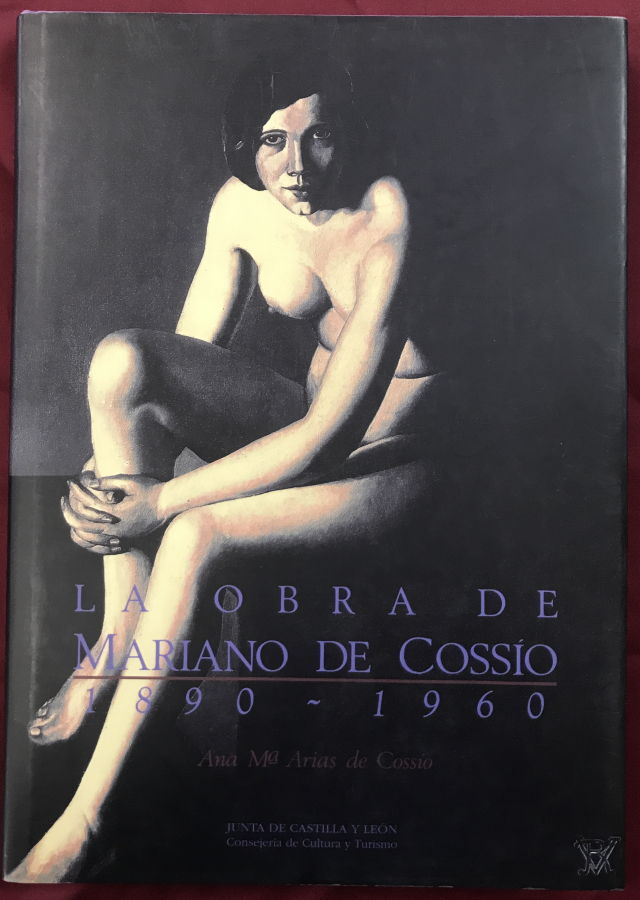 LA OBRA DE
MARIANO DE COSSÍO
1890 ~ 1960
Ana Mª Arias de Cossío
JUNTA DE CASTILLA Y LEÓN
Consejería de Cultura y Turismo